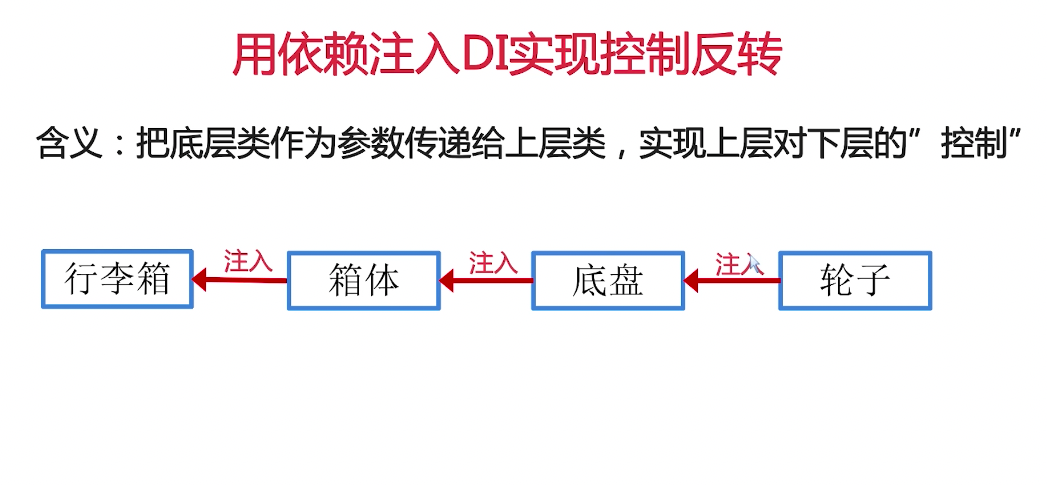 用依赖注入DI实现控制反转
含义：把底层类作为参数传递给上层类，实现上层对下层的”控制”
行李箱
注入
箱体
注入
底盘
注入
轮子